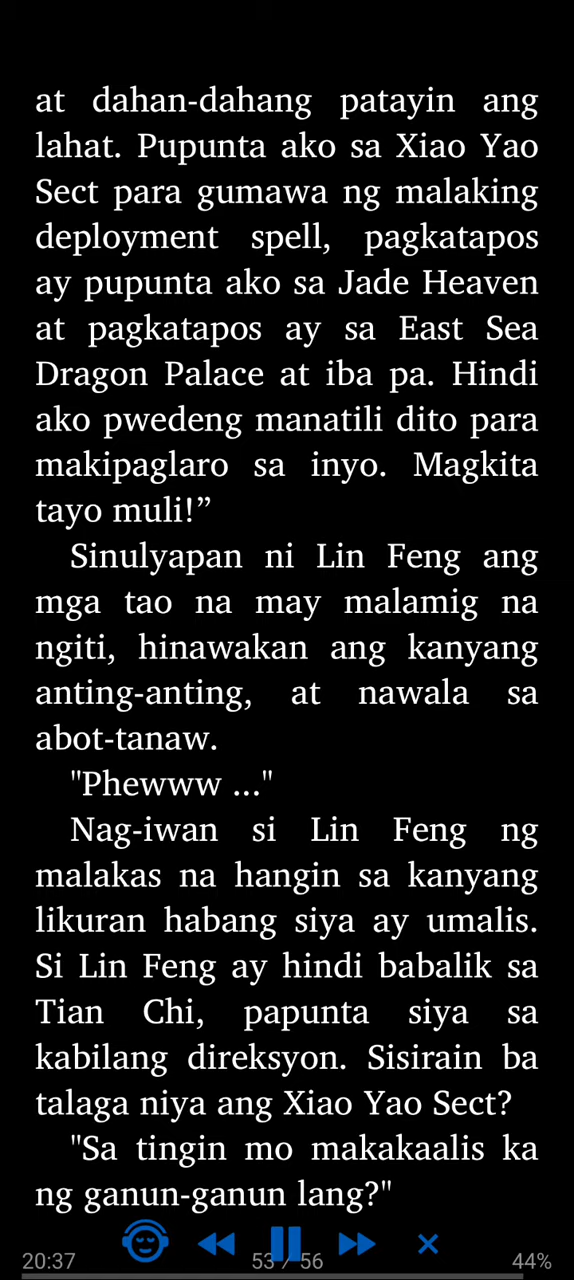 at dahan-dahang patayin ang
lahat. Pupunta ako sa Xiao Yao
Sect para gumawa ng malaking
deployment spell, pagkatapos
ay pupunta ako sa Jade Heaven
at pagkatapos ay sa East Sea
Dragon Palace at iba pa. Hindi
ako pwedeng manatili dito para
makipaglaro sa inyo. Magkita
tayo muli!”
Sinulyapan ni Lin Feng ang
mga tao na may malamig na
ngiti, hinawakan ang kanyang
anting-anting, at nawala sa
abot-tanaw.
"Phewww ..."
Nag-iwan si Lin Feng ng
malakas na hangin sa kanyang
likuran habang siya ay umalis.
Si Lin Feng ay hindi babalik sa
Tian Chi, papunta siya sa
kabilang direksyon. Sisirain ba
talaga niya ang Xiao Yao Sect?
"Sa tingin mo makakaalis ka
ng ganun-ganun lang?"
20:37 53 / 56 44%